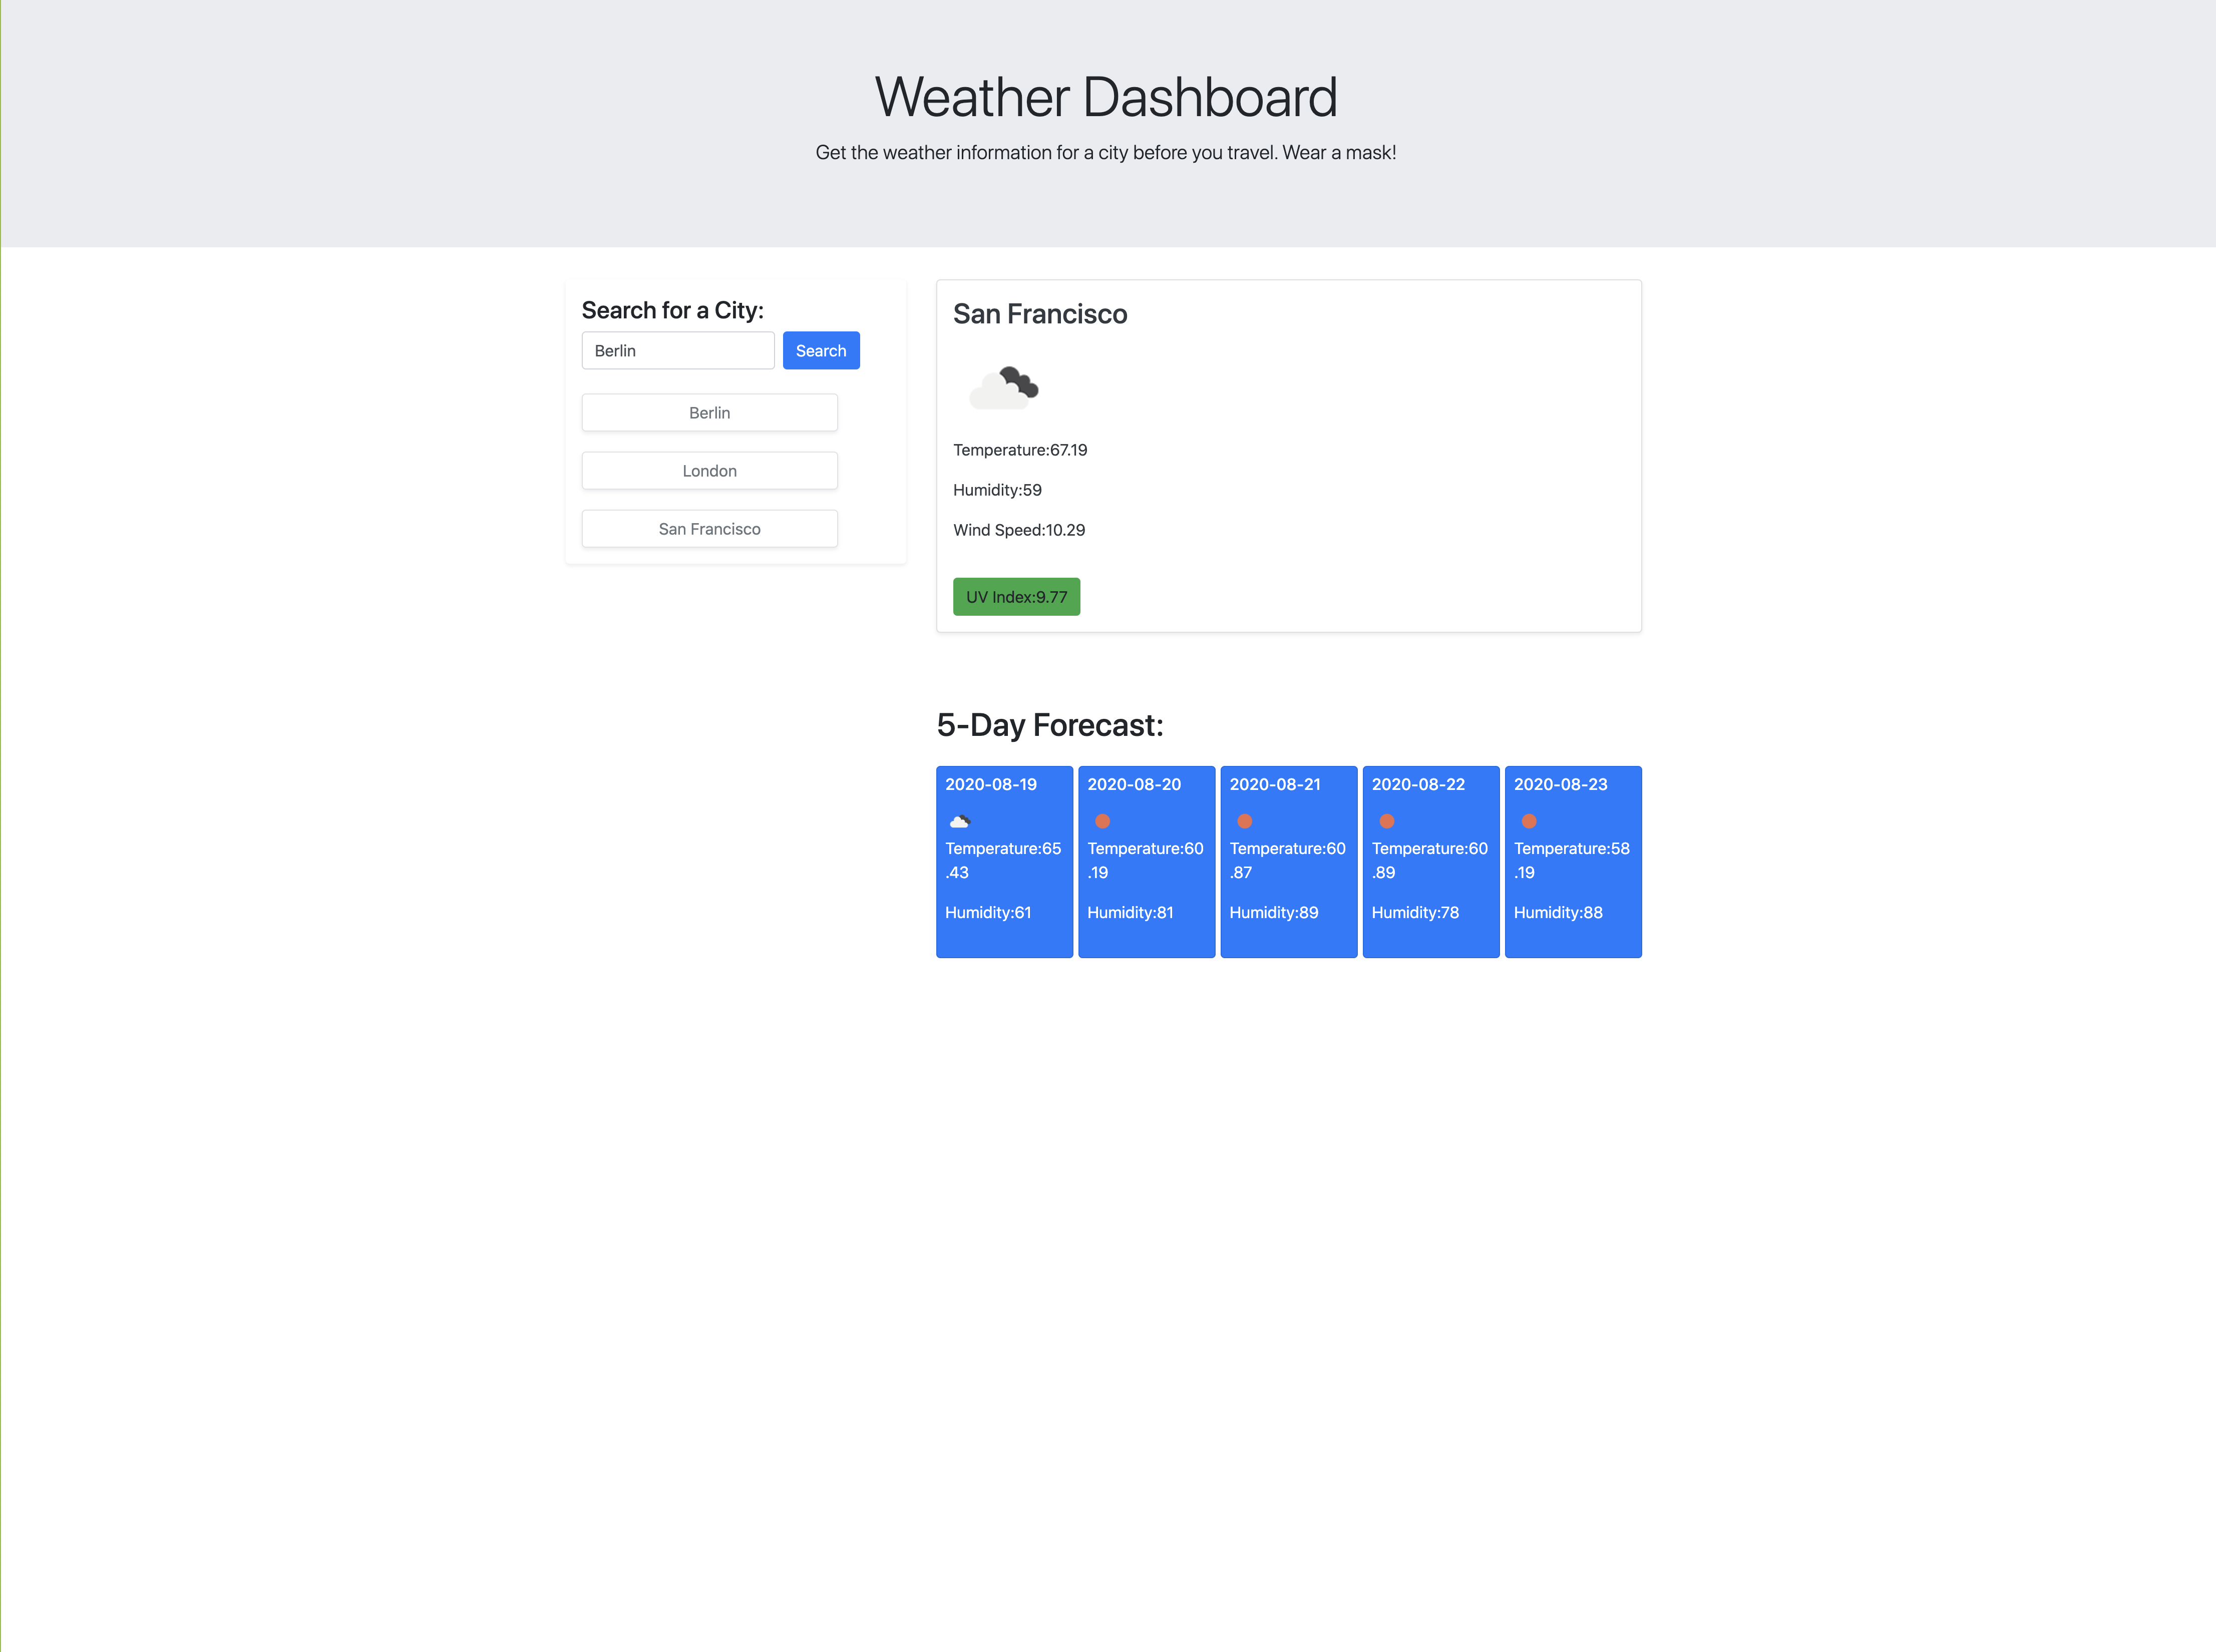 Weather Dashboard
Get the weather information for a city before you travel. Wear a mask!
Search for a City:
Berlin
Search
Berlin
London
San Francisco
San Francisco
Temperature:67.19
Humidity:59
Wind Speed:10.29
UV Index:9.77
5-Day Forecast:
2020-08-19
Temperature:65
.43
Humidity:61
2020-08-20
Temperature:60
.19
Humidity:81
2020-08-21
Temperature:60
.87
Humidity:89
2020-08-22
Temperature:60
.89
Humidity:78
2020-08-23
Temperature:58
.19
Humidity:88